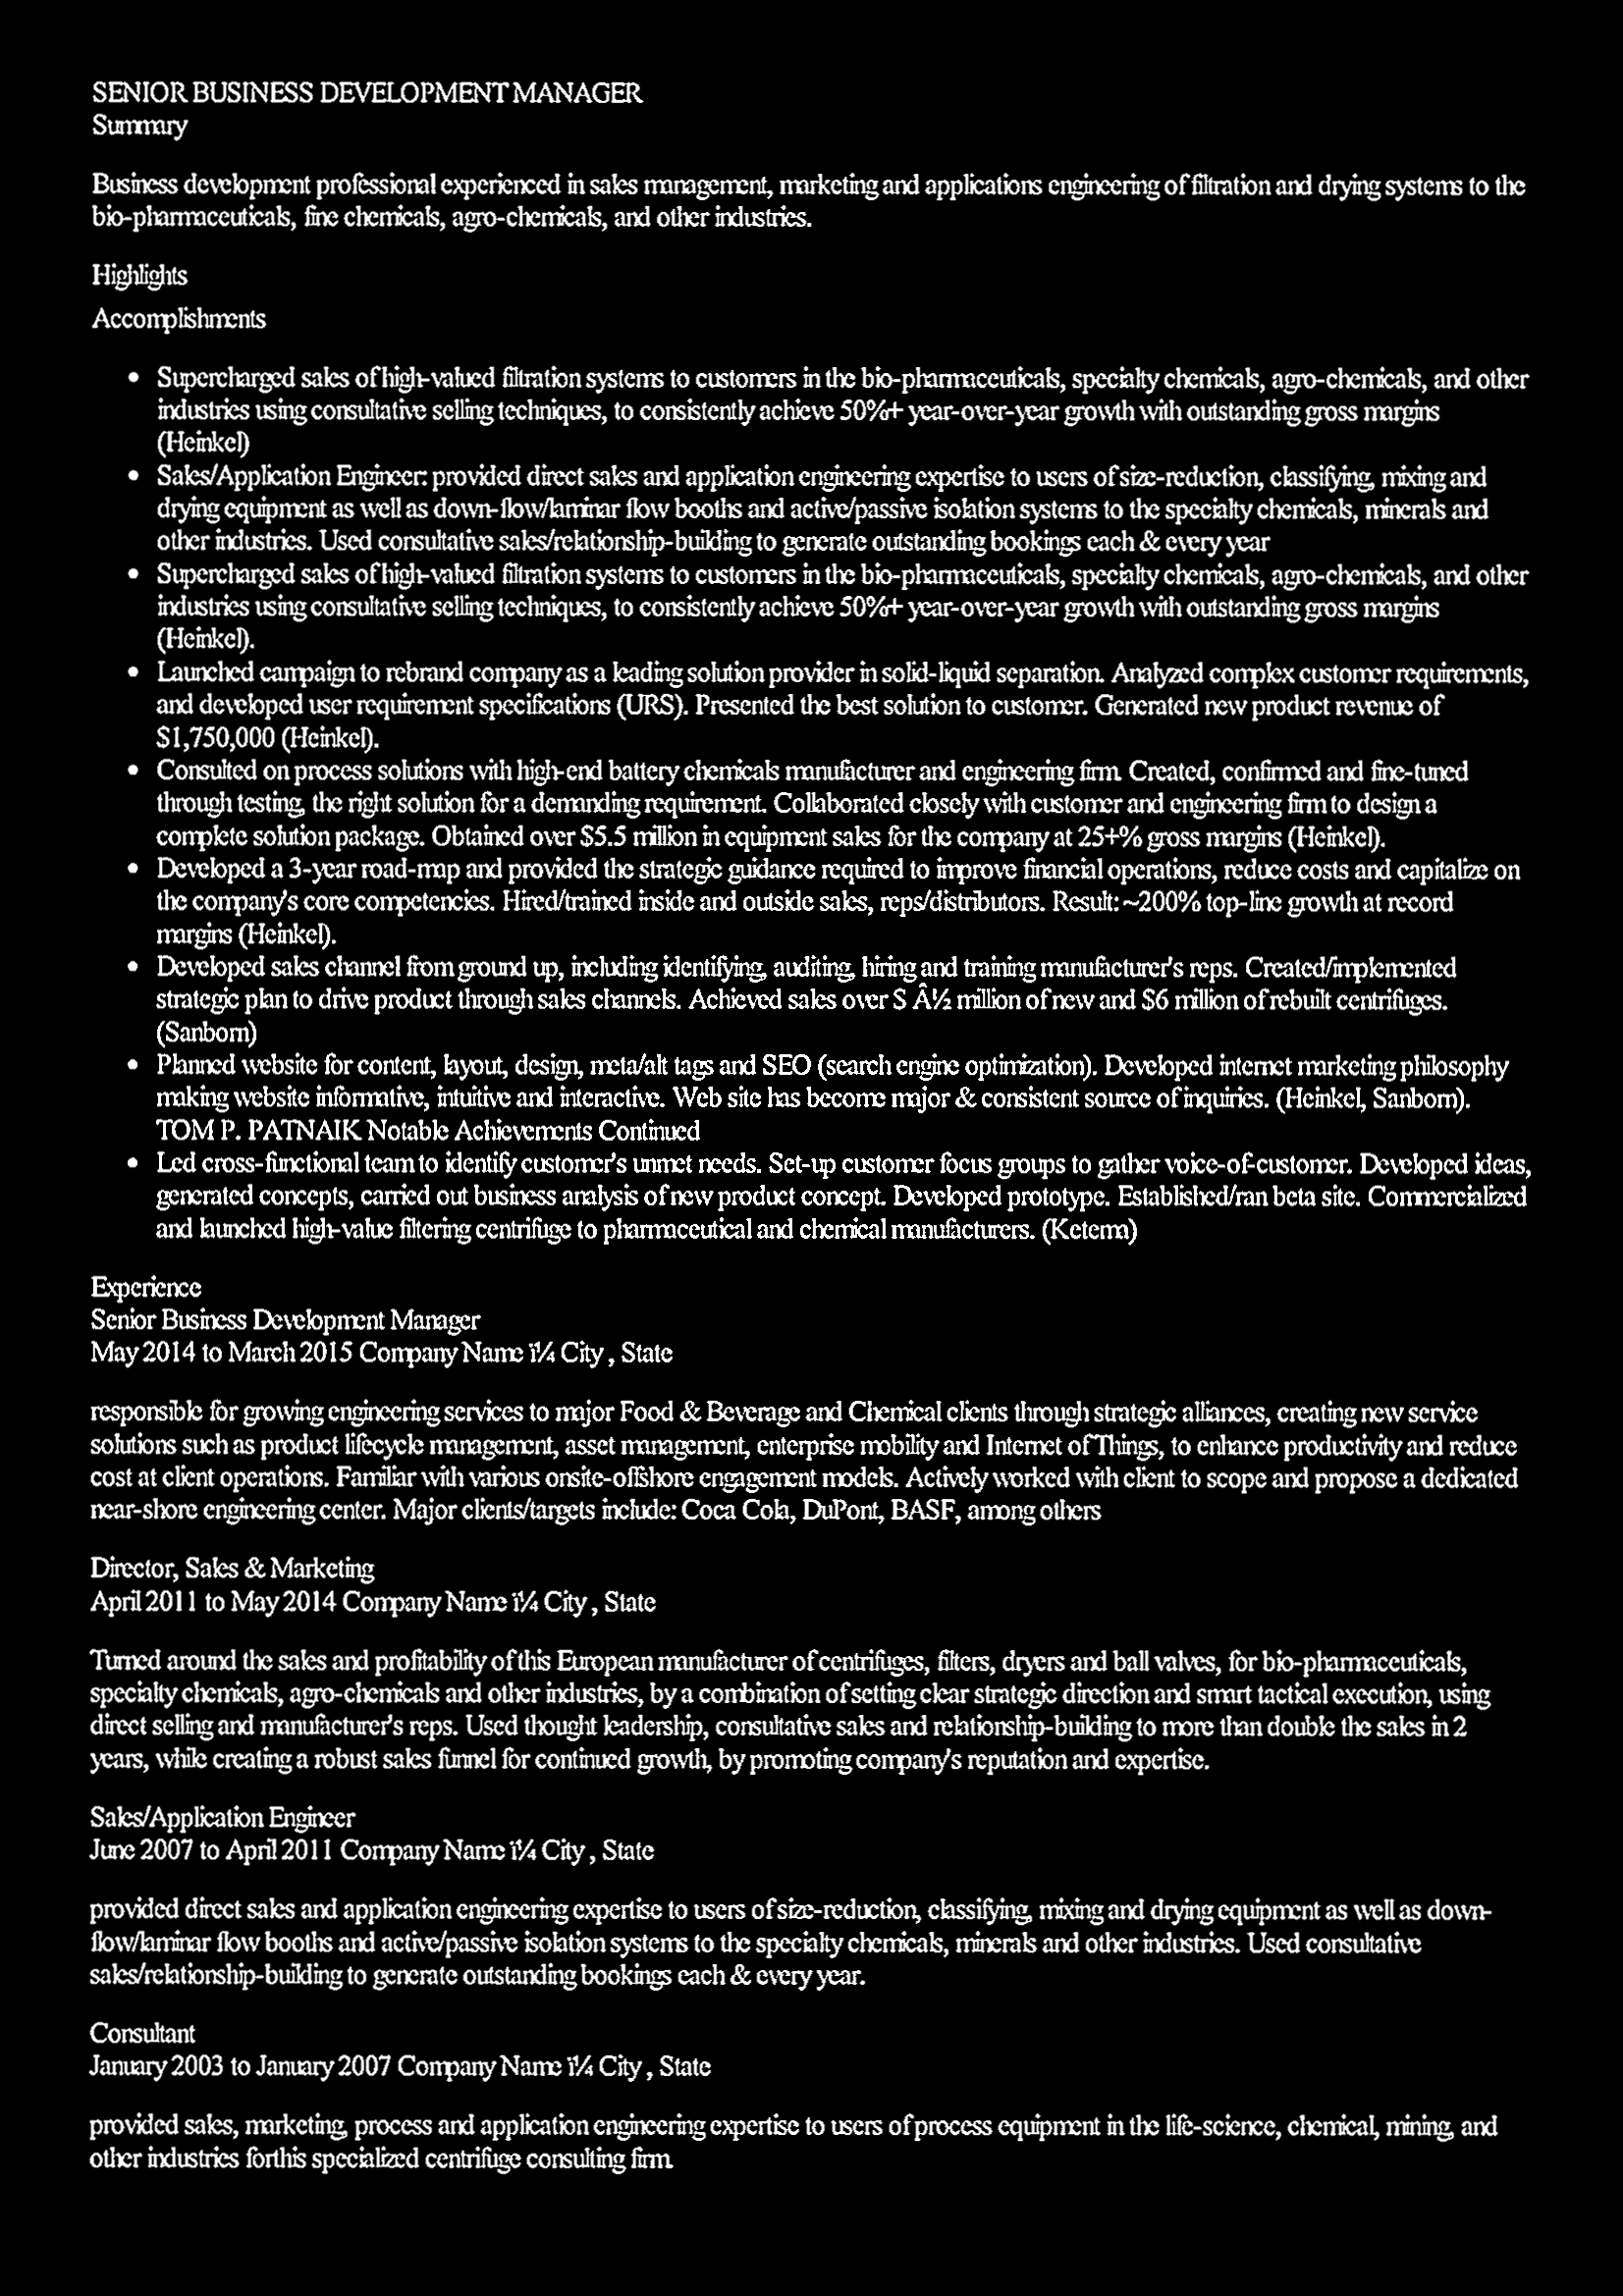 SENIOR BUSINESS DEVELOPMENT MANAGER
Summary
Business development professional experienced in sales management, marketing and applications engineering of filtration and drying systems to the
bio-pharmaceuticals, fine chemicals, agro-chemicals, and other industries.
Highlights
Accomplishments
• Supercharged sales of high-valued filtration systems to customers in the bio-pharmaceuticals, specialty chemicals, agro-chemicals, and other
industries using consultative selling techniques, to consistently achieve 50%+ year-over-year growth with outstanding gross margins
(Heinkel)
• Sales/Application Engineer: provided direct sales and application engineering expertise to users of size-reduction, classifying, mixing and
drying equipment as well as down-flow/laminar flow booths and active/passive isolation systems to the specialty chemicals, minerals and
other industries. Used consultative sales/relationship-building to generate outstanding bookings each & every year
• Supercharged sales of high-valued filtration systems to customers in the bio-pharmaceuticals, specialty chemicals, agro-chemicals, and other
industries using consultative selling techniques, to consistently achieve 50%+ year-over-year growth with outstanding gross margins
(Heinkel).
• Launched campaign to rebrand company as a leading solution provider in solid-liquid separation. Analyzed complex customer requirements,
and developed user requirement specifications (URS). Presented the best solution to customer. Generated new product revenue of
$1,750,000 (Heinkel).
• Consulted on process solutions with high-end battery chemicals manufacturer and engineering firm. Created, confirmed and fine-tuned
through testing, the right solution for a demanding requirement. Collaborated closely with customer and engineering firm to design a
complete solution package. Obtained over $5.5 million in equipment sales for the company at 25+% gross margins (Heinkel).
• Developed a 3-year road-map and provided the strategic guidance required to improve financial operations, reduce costs and capitalize on
the company's core competencies. Hired/trained inside and outside sales, reps/distributors. Result: ~200% top-line growth at record
margins (Heinkel).
• Developed sales channel from ground up, including identifying, auditing, hiring and training manufacturer's reps. Created/implemented
strategic plan to drive product through sales channels. Achieved sales over $ Â½ million of new and $6 million of rebuilt centrifuges.
(Sanborn)
• Planned website for content, layout, design, meta/alt tags and SEO (search engine optimization). Developed internet marketing philosophy
making website informative, intuitive and interactive. Web site has become major & consistent source of inquiries. (Heinkel, Sanborn).
TOM P. PATNAIK Notable Achievements Continued
• Led cross-functional team to identify customer's unmet needs. Set-up customer focus groups to gather voice-of-customer. Developed ideas,
generated concepts, carried out business analysis of new product concept. Developed prototype. Established/ran beta site. Commercialized
and launched high-value filtering centrifuge to pharmaceutical and chemical manufacturers. (Ketema)
Experience
Senior Business Development Manager
May 2014 to March 2015 Company Name ï¼ City , State
responsible for growing engineering services to major Food & Beverage and Chemical clients through strategic alliances, creating new service
solutions such as product lifecycle management, asset management, enterprise mobility and Internet of Things, to enhance productivity and reduce
cost at client operations. Familiar with various onsite-offshore engagement models. Actively worked with client to scope and propose a dedicated
near-shore engineering center. Major clients/targets include: Coca Cola, DuPont, BASF, among others
Director, Sales & Marketing
April 2011 to May 2014 Company Name ï¼ City , State
Turned around the sales and profitability of this European manufacturer of centrifuges, filters, dryers and ball valves, for bio-pharmaceuticals,
specialty chemicals, agro-chemicals and other industries, by a combination of setting clear strategic direction and smart tactical execution, using
direct selling and manufacturer's reps. Used thought leadership, consultative sales and relationship-building to more than double the sales in 2
years, while creating a robust sales funnel for continued growth, by promoting company's reputation and expertise.
Sales/Application Engineer
June 2007 to April 2011 Company Name ï¼ City , State
provided direct sales and application engineering expertise to users of size-reduction, classifying, mixing and drying equipment as well as down-
flow/laminar flow booths and active/passive isolation systems to the specialty chemicals, minerals and other industries. Used consultative
sales/relationship-building to generate outstanding bookings each & every year.
Consultant
January 2003 to January 2007 Company Name ï¼ City , State
provided sales, marketing, process and application engineering expertise to users of process equipment in the life-science, chemical, mining, and
other industries forthis specialized centrifuge consulting firm.